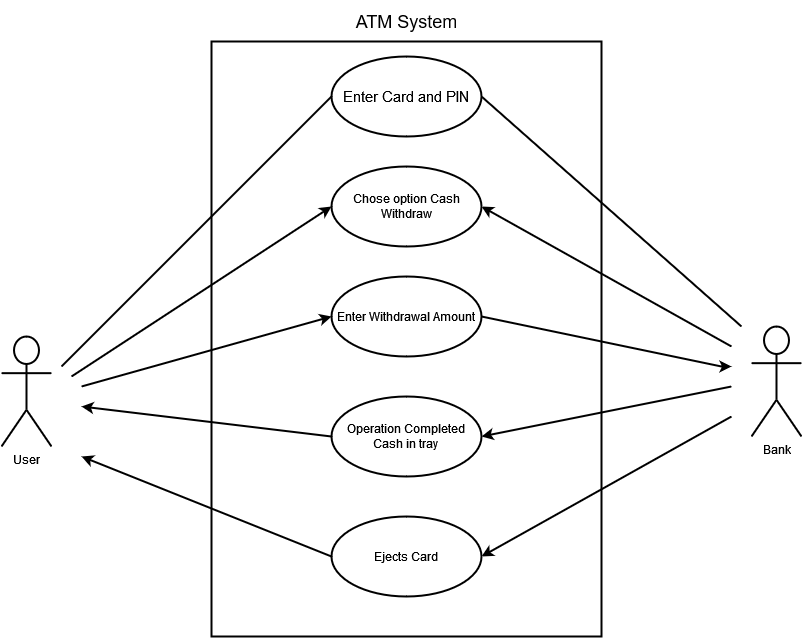 ATM System
Enter Card and PIN
Chose option Cash
Withdraw
Enter Withdrawal Amount
Operation Completed
Cash in tray
Ejects Card
User
Bank